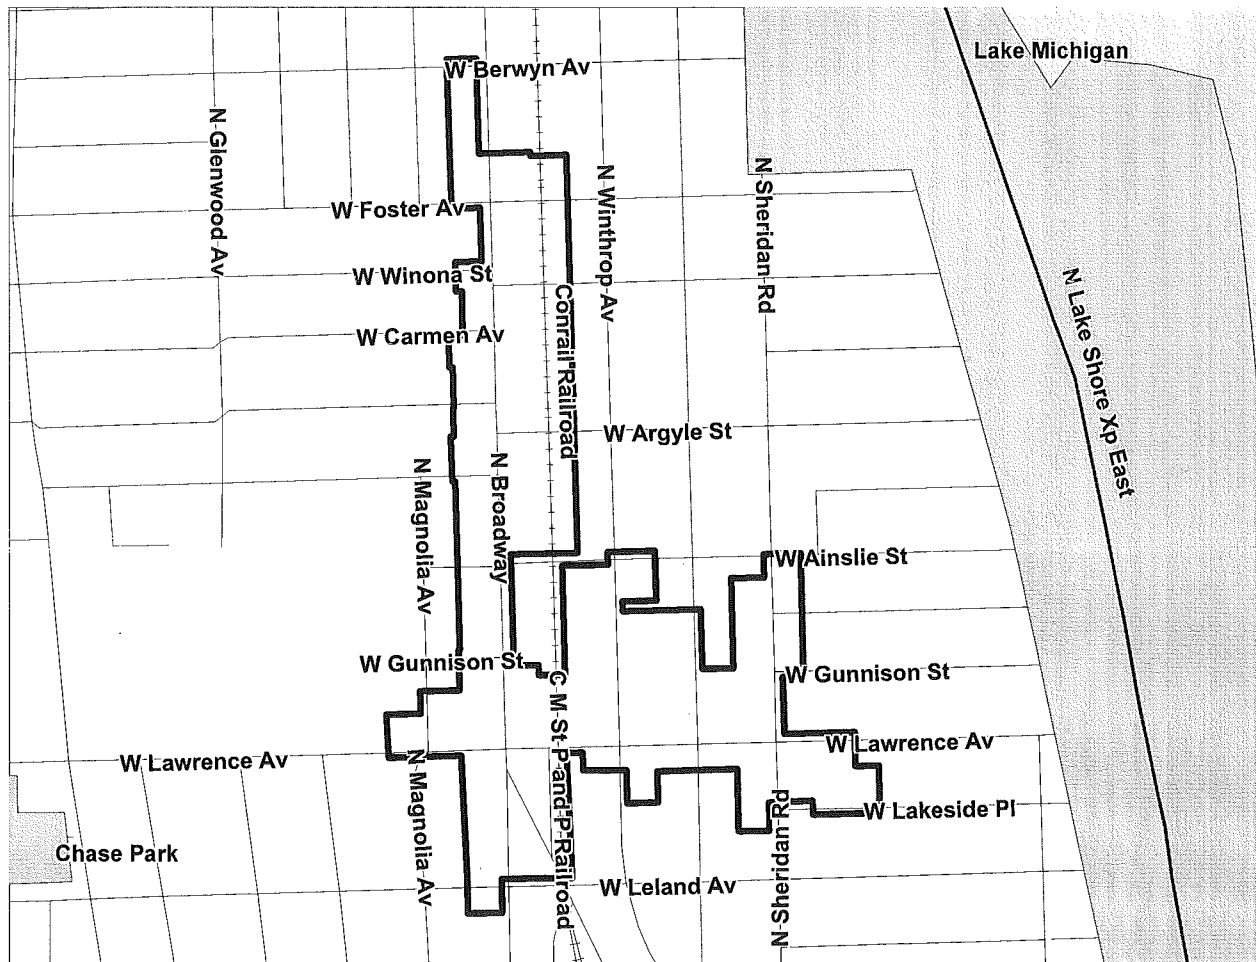 Lake Michigan
W Berwyn Av
N Glenwood Av
N Sheridan Rd
N Winthrop Av
W Foster Av
W Winona St
N Lake Shore Xp East
Conrail Railroad
W Carmen Av
W Argyle St
N Magnolia Av
N Broadway
W Ainslie St
W Gunnison St
W Gunnison St
C M St P and P Railroad
W Lawrence Av
W Lawrence Av
N Magnolia Av
N Sheridan Rd
W Lakeside Pl
Chase Park
W Leland Av